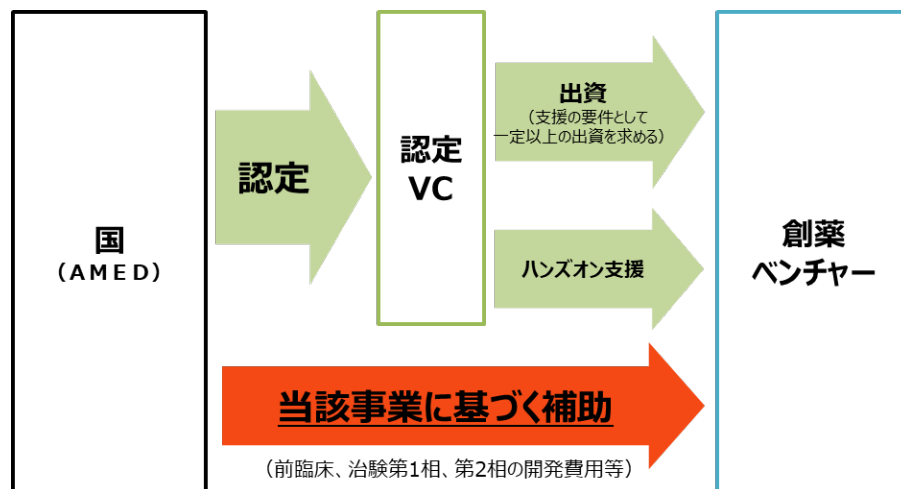 国
（ＡＭＥＤ）
認定
認定
VC
出資
（支援の要件として
一定以上の出資を求める）
ハンズオン支援
創薬
ベンチャー
当該事業に基づく補助
（前臨床、治験第1相、第2相の開発費用等）